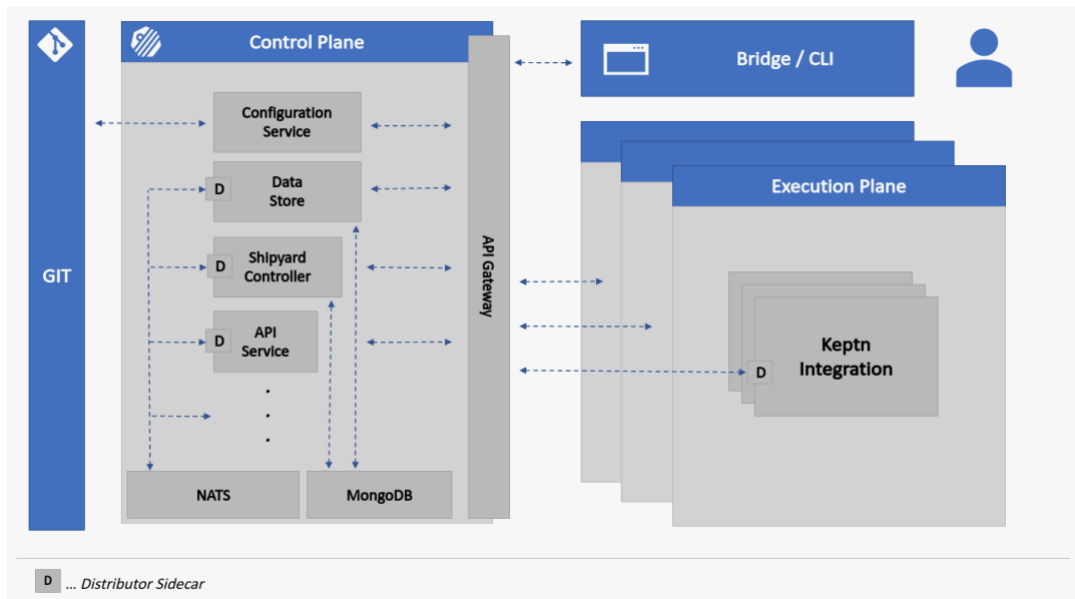 Control Plane
Bridge / CLI
Configuration
Service
D
Data
Store
Execution Plane
D
Shipyard
Controller
API Gateway
GIT
D
API
Service
.
.
.
Keptn
Integration
D
NATS
MongoDB
D ... Distributor Sidecar